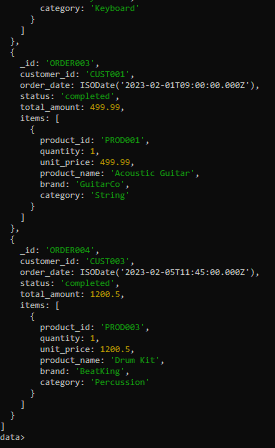 category: 'Keyboard'
}
]
},
{
_id: 'ORDER003',
customer_id: 'CUST001',
order_date: ISODate('2023-02-01T09:00:00.000Z'),
status: 'completed',
total_amount: 499.99,
items: [
{
product_id: 'PROD001',
quantity: 1,
unit_price: 499.99,
product_name: 'Acoustic Guitar',
brand: 'GuitarCo',
category: 'String'
}
]
},
{
_id: 'ORDER004',
customer_id: 'CUST003',
order_date: ISODate('2023-02-05T11:45:00.000Z'),
status: 'completed',
total_amount: 1200.5,
items: [
{
product_id: 'PROD003',
quantity: 1,
unit_price: 1200.5,
product_name: 'Drum Kit',
brand: 'BeatKing',
category: 'Percussion'
}
]
}
]
data>